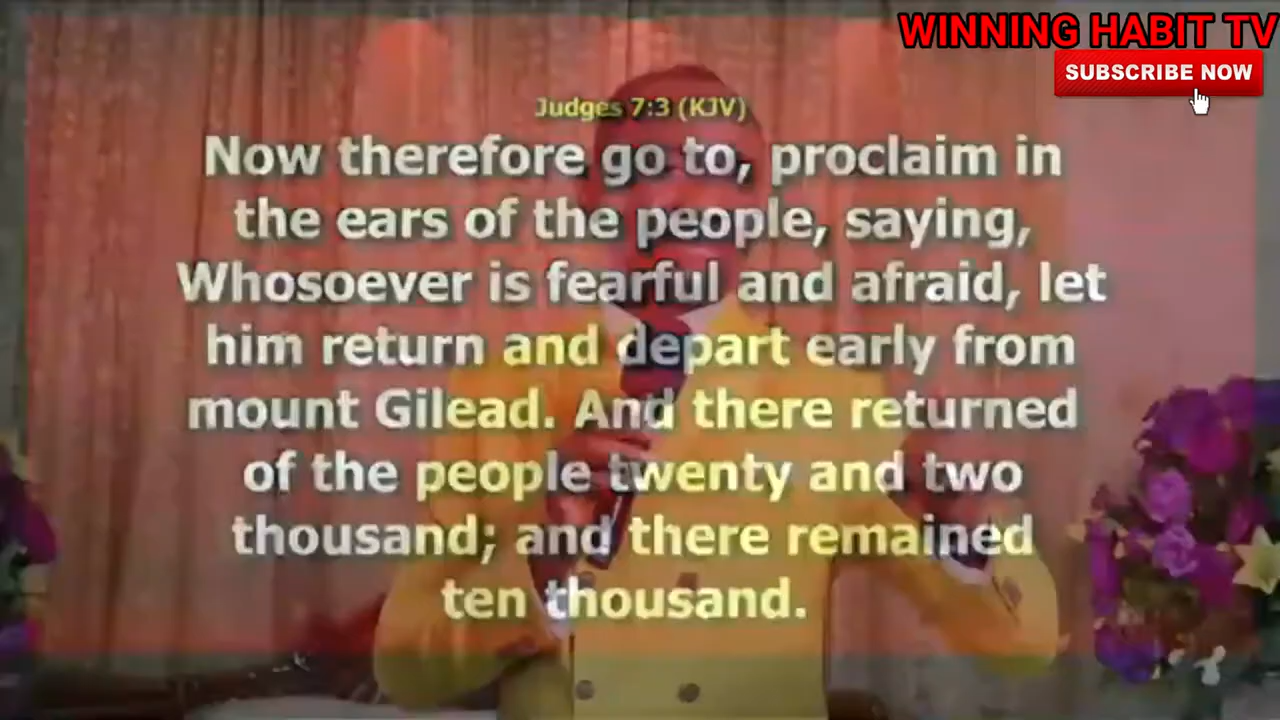 WINNING HABIT TV
SUBSCRIBE NOW
Judges 7:3 (KJV)
Now therefore go to, proclaim in
the ears of the people, saying,
Whosoever is fearful and afraid, let
him return and depart early from
mount Gilead. And there returned
of the people twenty and two
thousand; and there remained
ten thousand.